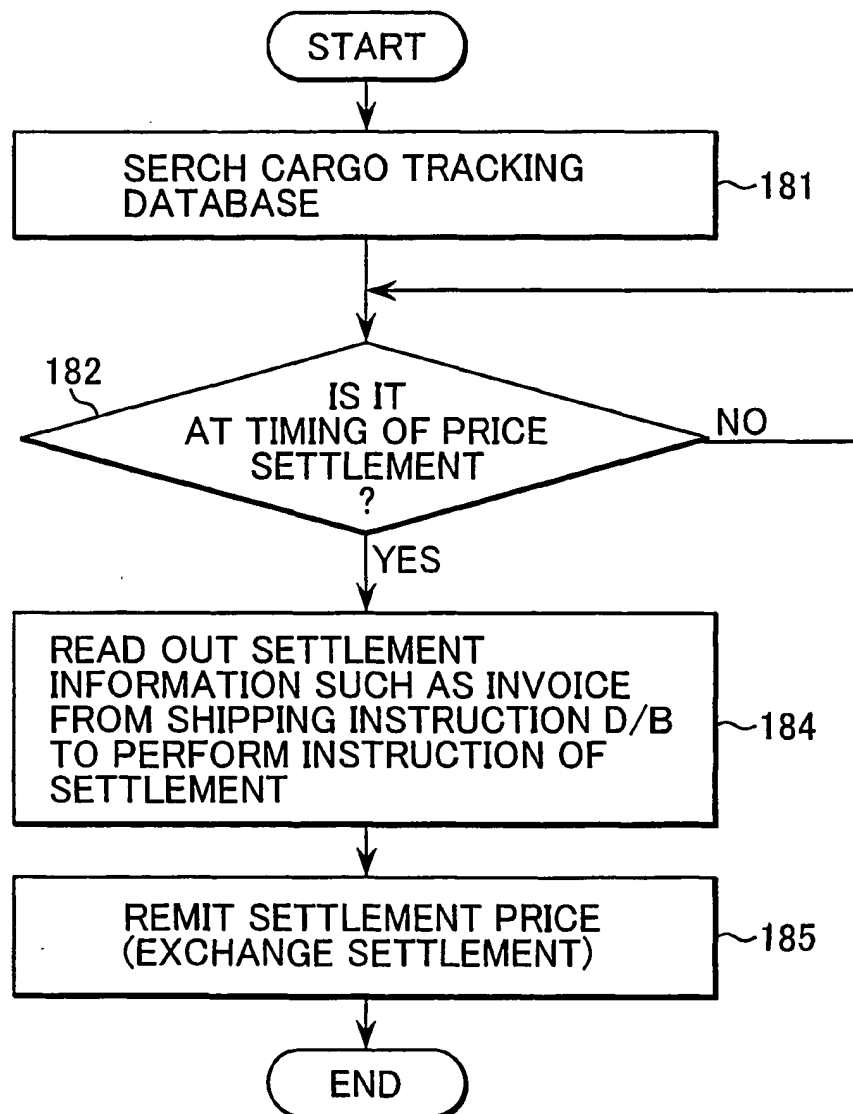 START
SERCH CARGO TRACKING
DATABASE
181
182
IS IT
AT TIMING OF PRICE
SETTLEMENT
?
NO
YES
READ OUT SETTLEMENT
INFORMATION SUCH AS INVOICE
FROM SHIPPING INSTRUCTION D/B
TO PERFORM INSTRUCTION OF
SETTLEMENT
184
REMIT SETTLEMENT PRICE
(EXCHANGE SETTLEMENT)
185
END